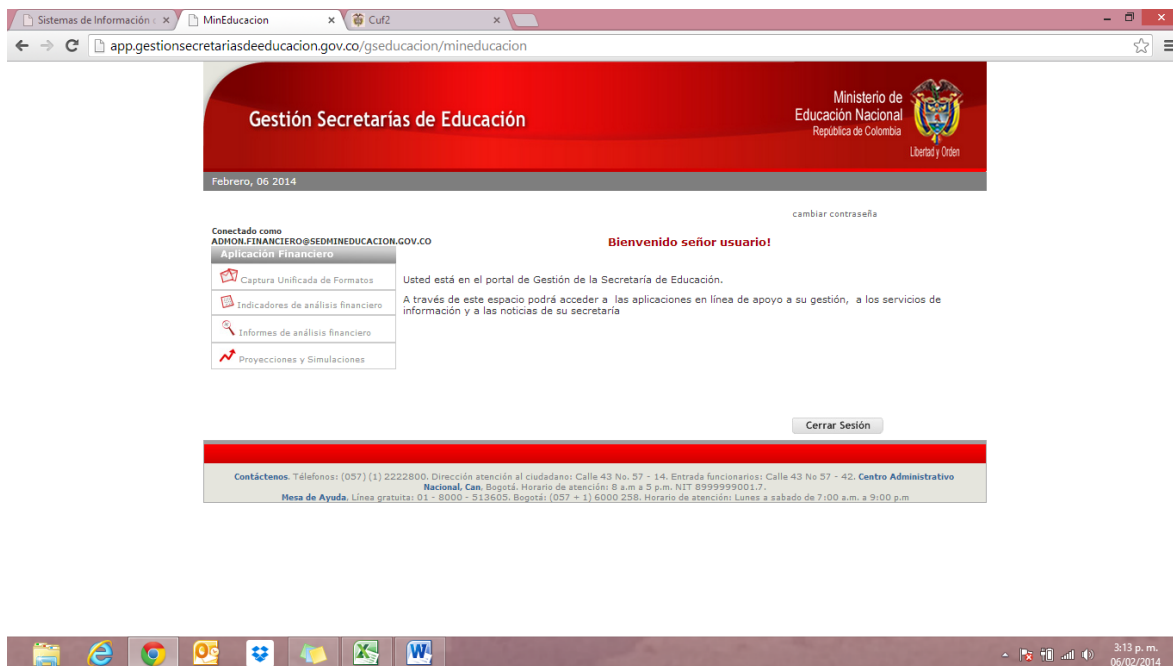 Sistemas de Información
MinEducacion
Cuf2
app.gestionsecretariasdeeducacion.gov.co/gseducacion/mineducacion
Gestión Secretarías de Educación
Ministerio de
Educación Nacional
República de Colombia
Libertad y Orden
Febrero, 06 2014
cambiar contraseña
Conectado como
ADMON.FINANCIERO@SEDMINEDUCACION.GOV.CO
Bienvenido señor usuario!
Aplicación Financiero
Captura Unificada de Formatos
Indicadores de análisis financiero
Informes de análisis financiero
Proyecciones y Simulaciones
Usted está en el portal de Gestión de la Secretaría de Educación.
A través de este espacio podrá acceder a las aplicaciones en línea de apoyo a su gestión, a los servicios de
información y a las noticias de su secretaría
Cerrar Sesión
Contáctenos. Télefonos: (057) (1) 2222800. Dirección atención al ciudadano: Calle 43 No. 57 - 14. Entrada funcionarios: Calle 43 No 57 - 42. Centro Administrativo
Nacional, Can. Bogotá. Horario de atención: 8 a.m a 5 p.m. NIT 8999999001.7.
Mesa de Ayuda. Línea gratuita: 01 - 8000 - 513605. Bogotá: (057 + 1) 6000 258. Horario de atención: Lunes a sabado de 7:00 a.m. a 9:00 p.m
3:13 p. m.
06/02/2014